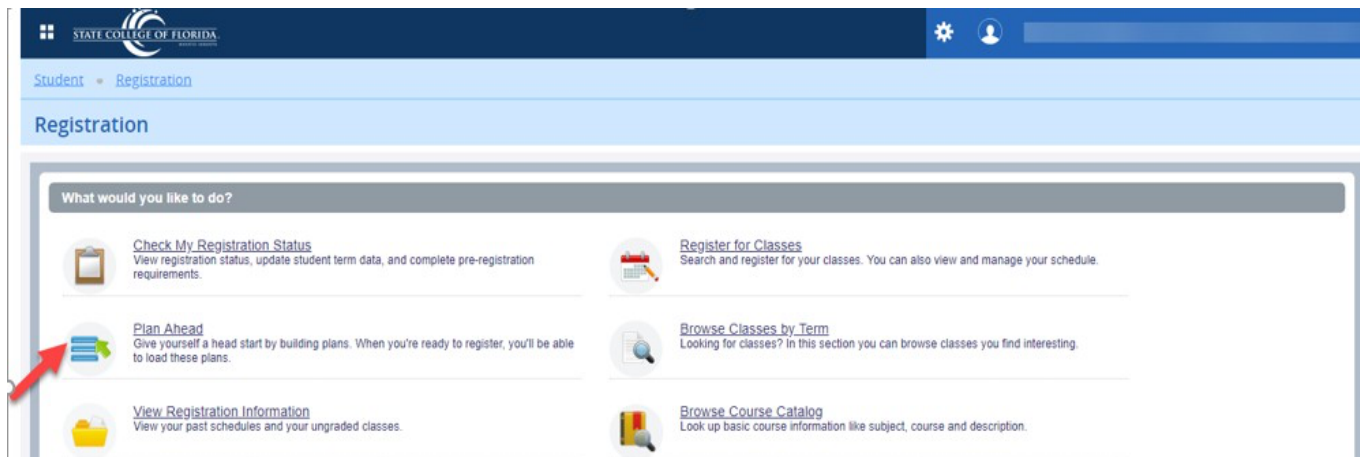 STATE COLLEGE OF FLORIDA
Student • Registration
Registration
What would you like to do?
Check My Registration Status
View registration status, update student term data, and complete pre-registration
requirements.
Register for Classes
Search and register for your classes. You can also view and manage your schedule.
Plan Ahead
Give yourself a head start by building plans. When you're ready to register, you'll be able
to load these plans.
Browse Classes by Term
Looking for classes? In this section you can browse classes you find interesting.
View Registration Information
View your past schedules and your ungraded classes.
Browse Course Catalog
Look up basic course information like subject, course and description.